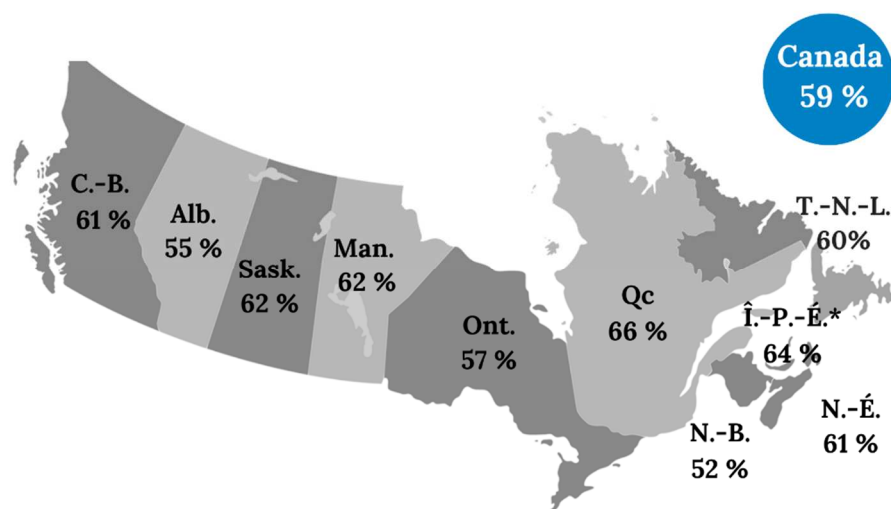 Canada
59 %
C.-B.
61 %
Alb.
55 %
Sask.
62 %
Man.
62 %
Ont.
57 %
Qc
66 %
T.-N.-L.
60%
Î.-P.-É.*
64 %
N.-B.
52 %
N.-É.
61 %